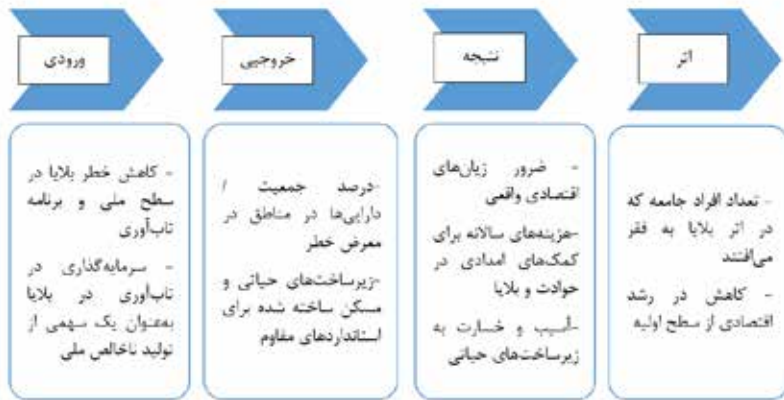 ورودی
خروجیی
نتیجه
اثر
- کاهش خطر بلایا در
سطح ملی و برنامه
تاب‌آوری
- سرمایه‌گذاری در
تاب‌آوری در بلایا
به‌عنوان یک سهمی از
تولید ناخالص ملی
-درصد جمعیت /
دارایی‌ها در مناطق در
معرض خطر
-زیرساخت‌های حیاتی و
مسکن ساخته شده برای
استانداردهای مقاوم
- ضرور زیان‌های
اقتصادی واقعی
-هزینه‌های سالانه برای
کمک‌های امدادی در
حوادث و بلایا
-آسیب و خسارت به
زیرساخت‌های حیاتی
- تعداد افراد جامعه که
در اثر بلایا به فقر
می‌افتند
- کاهش در رشد
اقتصادی از سطح اولیه